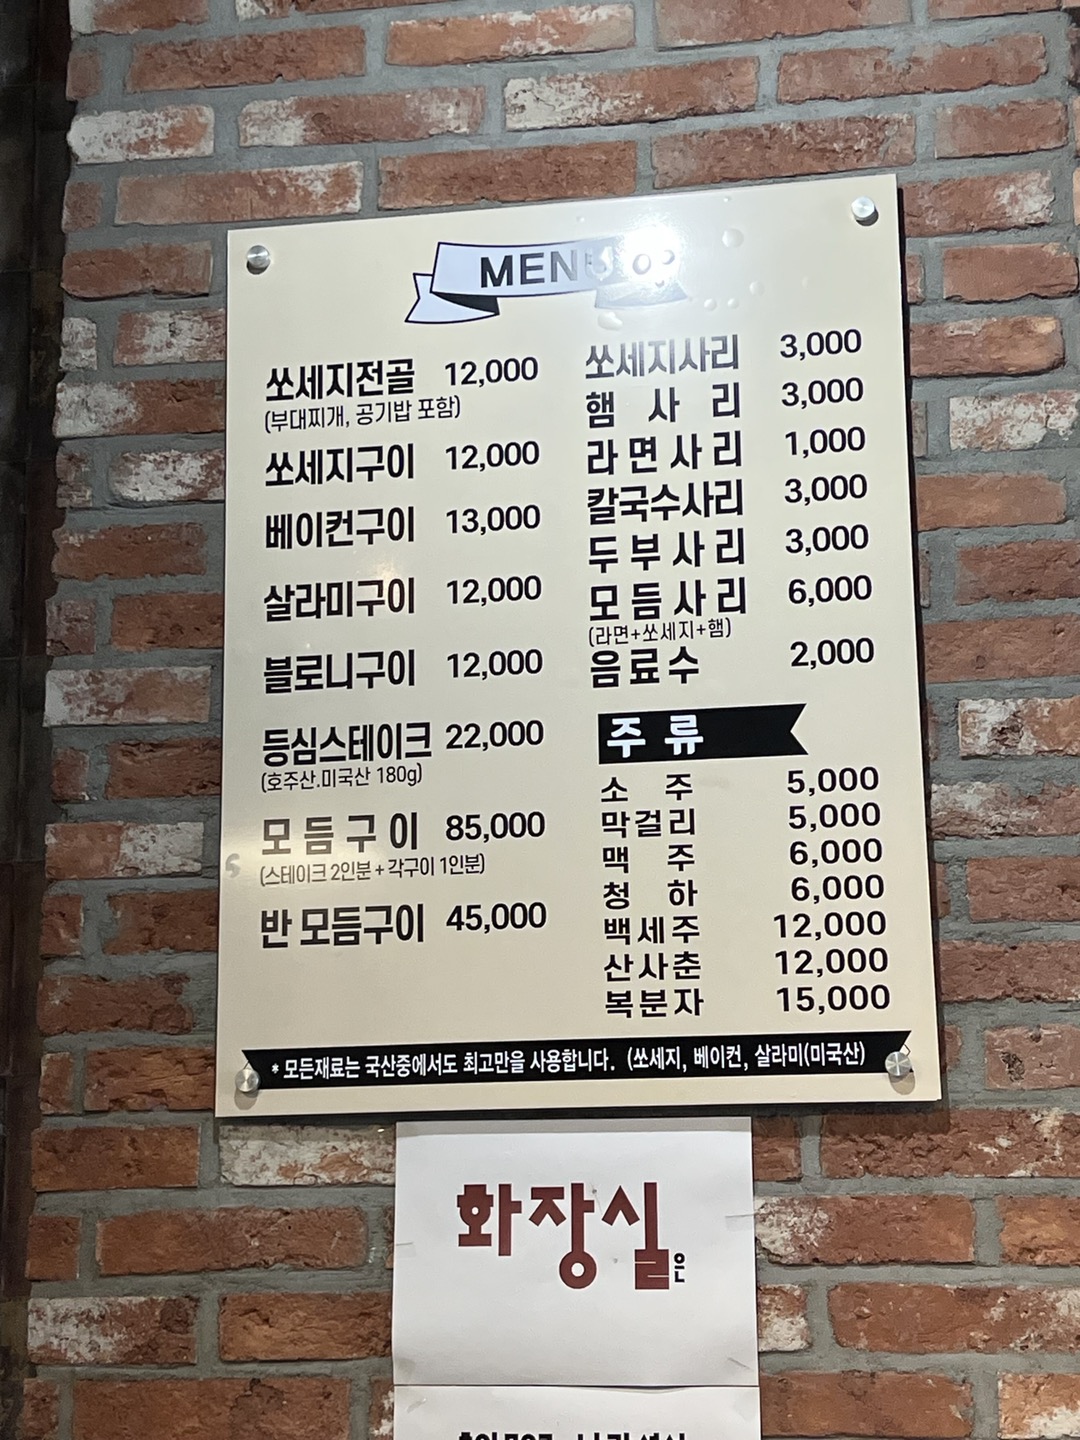 MENU
쏘세지전골 12,000
(부대찌개, 공기밥 포함)
쏘세지구이 12,000
베이컨구이 13,000
살라미구이 12,000
블로니구이 12,000
등심스테이크 22,000
(호주산.미국산 180g)
모듬구이 85,000
(스테이크 2인분 + 각구이 1인분)
반 모듬구이 45,000
쏘세지사리 3,000
햄사리 3,000
라면사리 1,000
칼국수사리 3,000
두부사리 3,000
모듬사리 6,000
(라면+쏘세지+햄)
음료수 2,000
주류
소주 5,000
막걸리 5,000
맥주 6,000
청하 6,000
백세주 12,000
산사춘 12,000
복분자 15,000
* 모든재료는 국산중에서도 최고만을 사용합니다. (쏘세지, 베이컨, 살라미(미국산)
화장실은